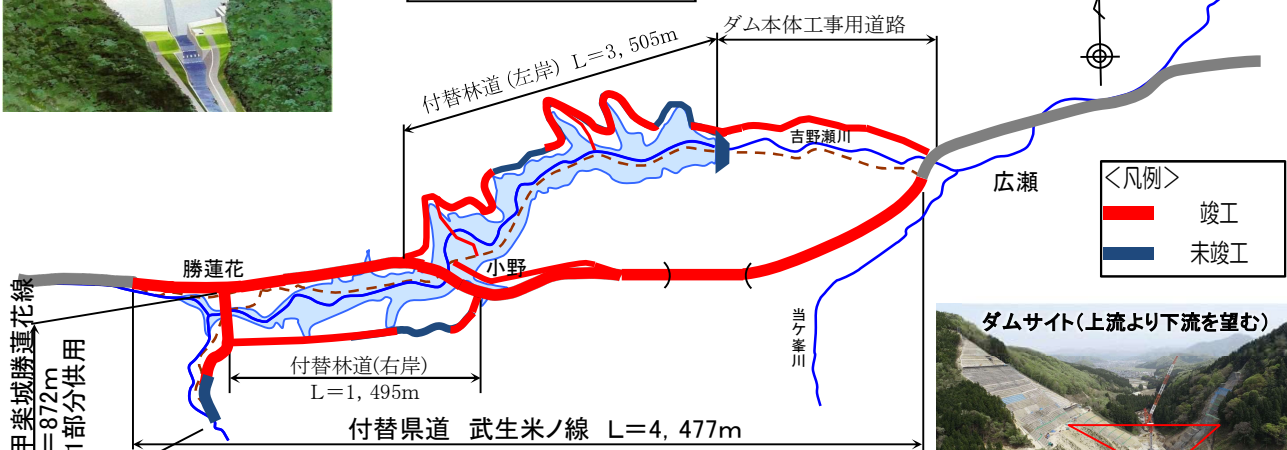 ダム本体工事用道路
付替林道(左岸) L=3,505m
吉野瀬川
広瀬
<凡例>
竣工
未竣工
勝蓮花
小野
当ケ峯川
ダムサイト(上流より下流を望む)
甲楽城勝蓮花線
=872m
部分供用
付替林道(右岸)
L=1,495m
付替県道 武生米ノ線 L=4,477m